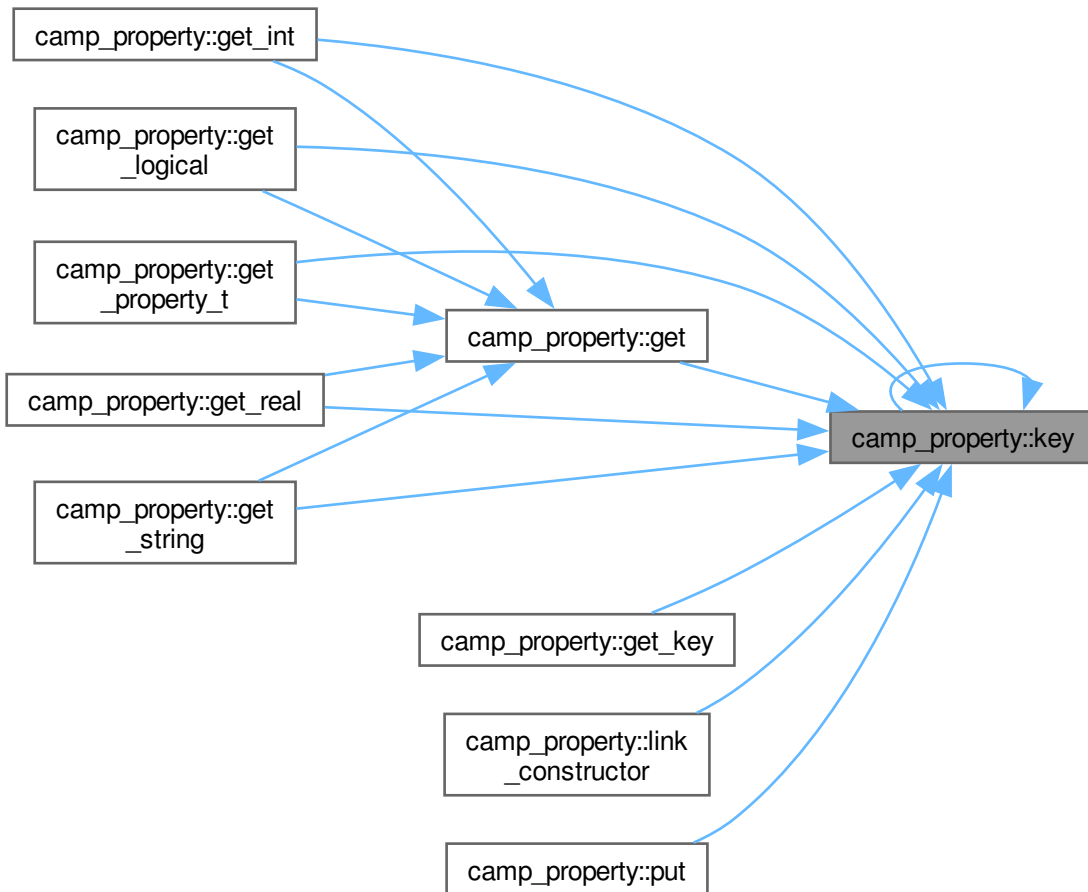 camp_property::get_int
camp_property::get
_logical
camp_property::get
_property_t
camp_property::get
camp_property::get_real
camp_property::key
camp_property::get
_string
camp_property::get_key
camp_property::link
_constructor
camp_property::put